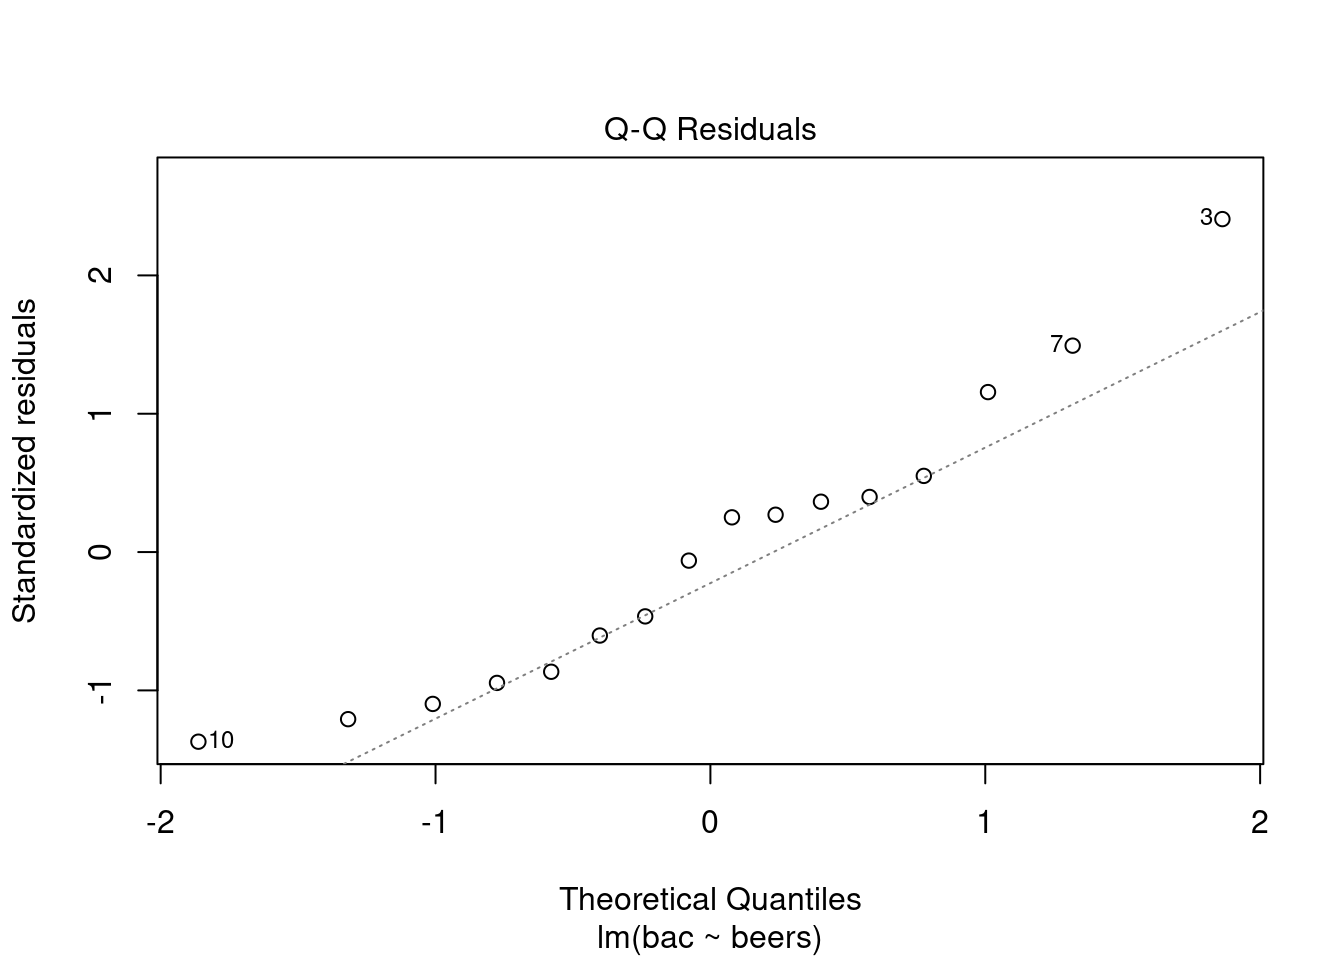 Q-Q Residuals
Standardized residuals
2
1
0
-1
3
7
10
-2 -1 0 1 2
Theoretical Quantiles
lm(bac ~ beers)